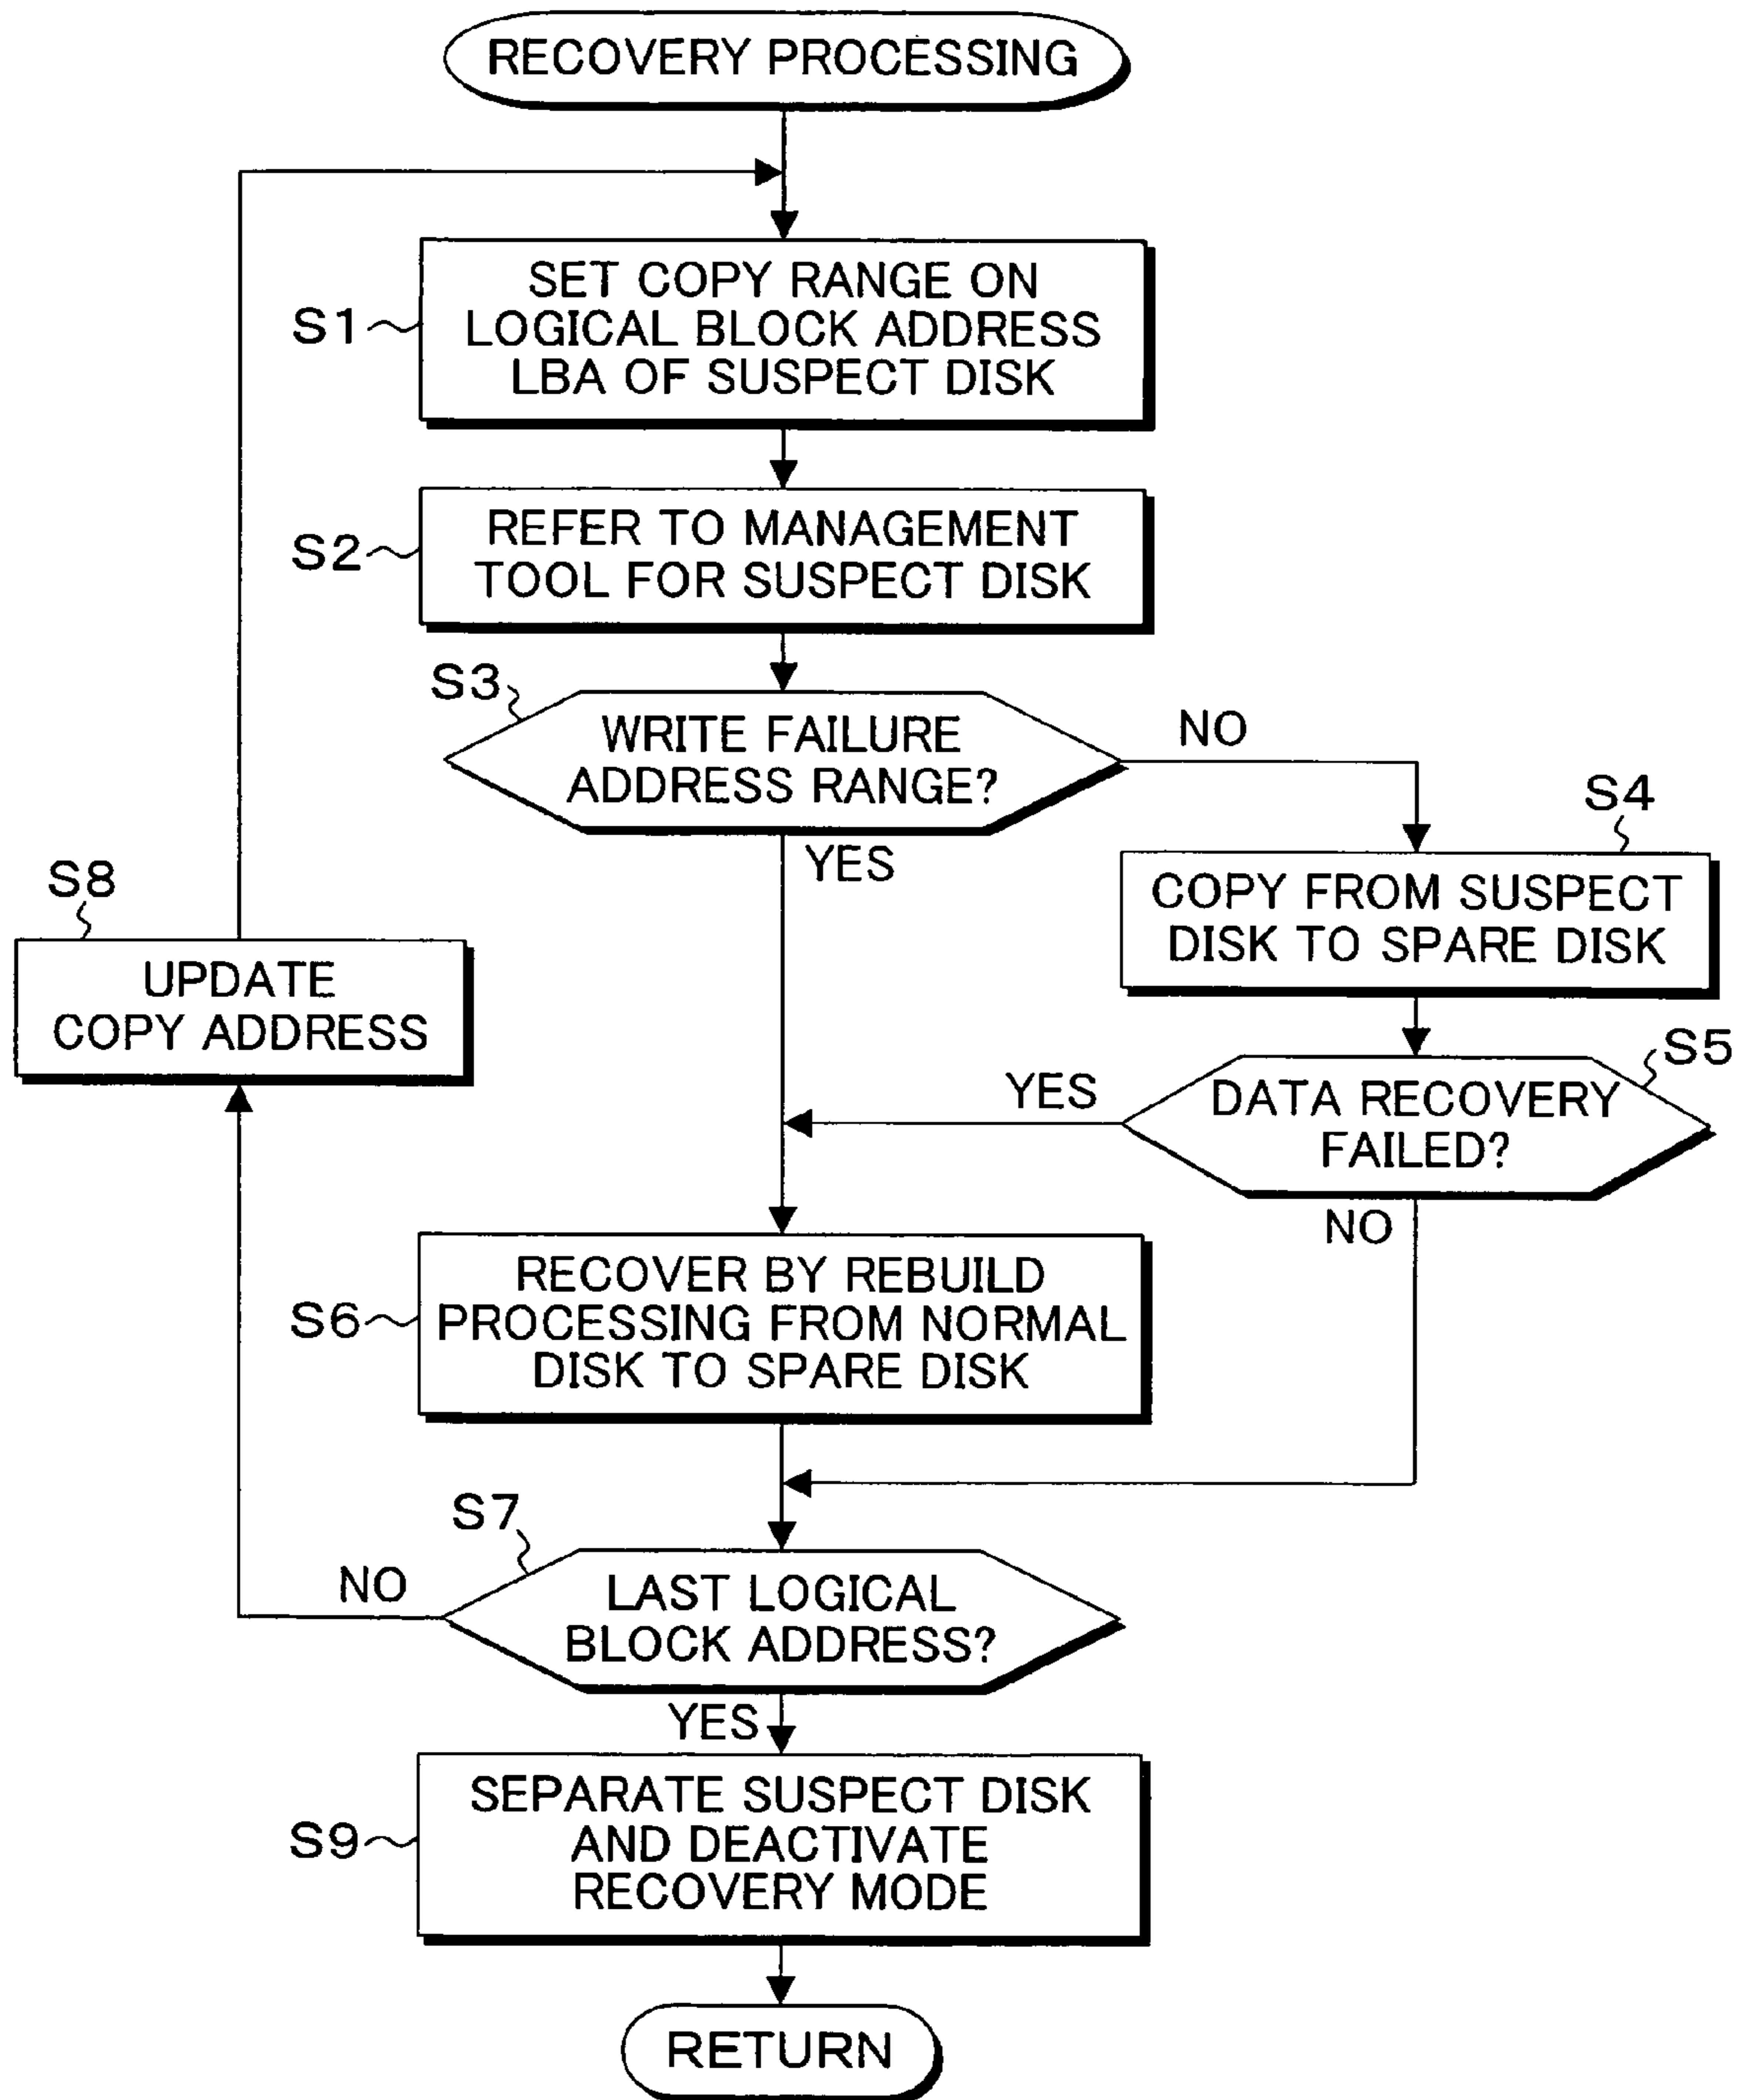 RECOVERY PROCESSING
SET COPY RANGE ON
LOGICAL BLOCK ADDRESS
LBA OF SUSPECT DISK
S1
REFER TO MANAGEMENT
TOOL FOR SUSPECT DISK
S2
S3
WRITE FAILURE
ADDRESS RANGE?
NO
YES
S4
COPY FROM SUSPECT
DISK TO SPARE DISK
S8
UPDATE
COPY ADDRESS
S5
DATA RECOVERY
FAILED?
YES
NO
RECOVER BY REBUILD
PROCESSING FROM NORMAL
DISK TO SPARE DISK
S6
S7
LAST LOGICAL
BLOCK ADDRESS?
NO
YES
SEPARATE SUSPECT DISK
AND DEACTIVATE
RECOVERY MODE
S9
RETURN